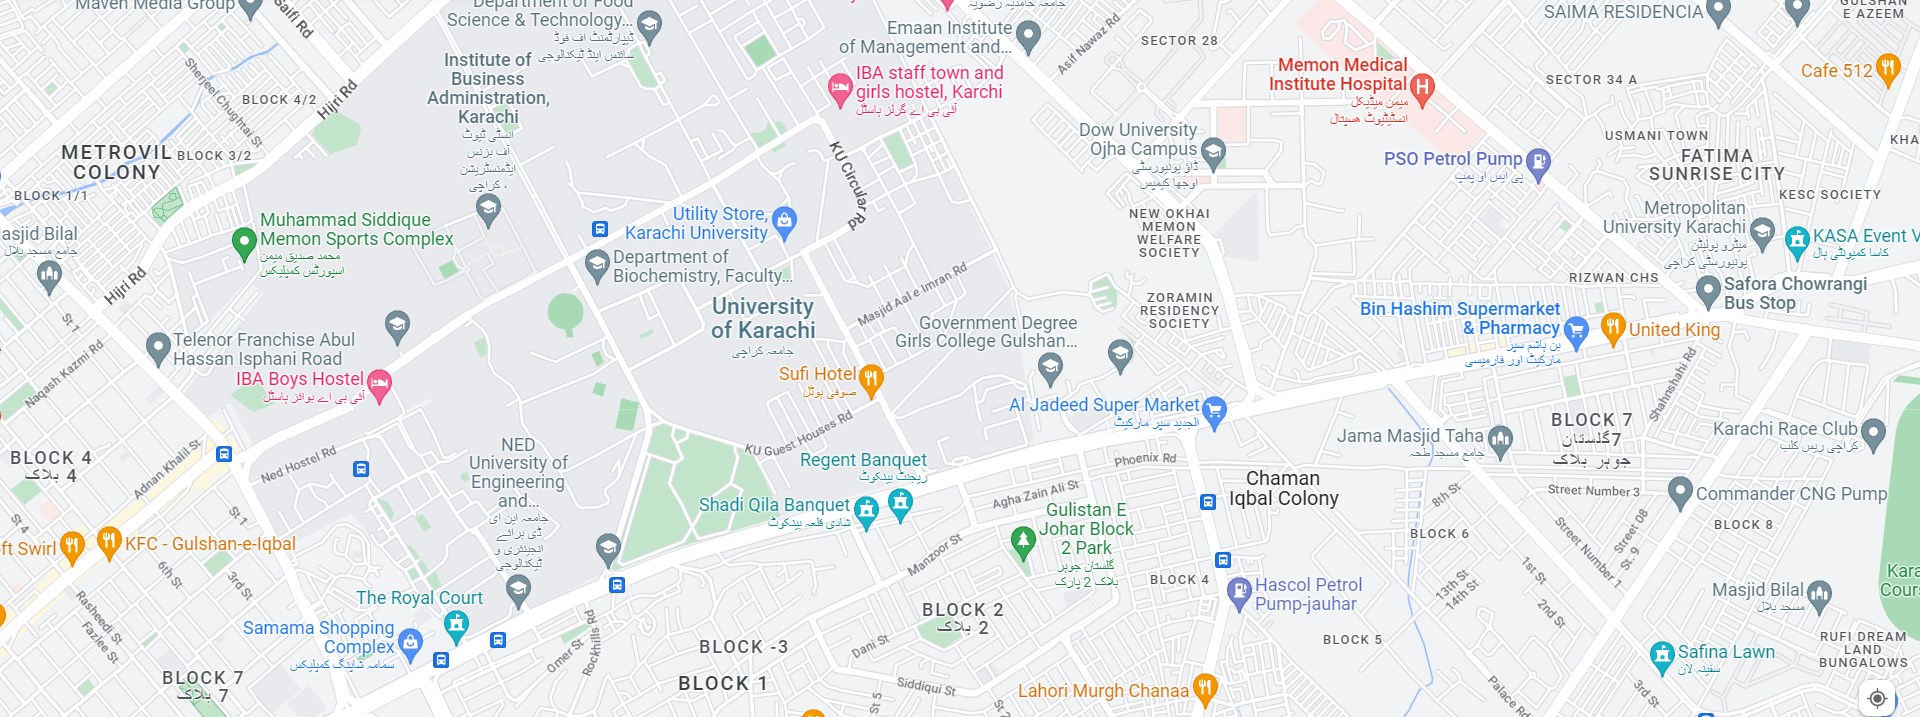 Maven Media Group
Saifi Rd
Department of Food
Science & Technology...
ڈیپارٹمنٹ آف فوڈ
سائنس اینڈ ٹیکنالوجی
جامعہ حامدیہ رضویہ
Emaan Institute
of Management and...
Asif Nawaz Rd
SECTOR 28
SAIMA RESIDENCIA
GULSHAN
E AZEEM
Cafe 512
SECTOR 34 A
Memon Medical
Institute Hospital
میمن میڈیکل
انسٹیٹیوٹ ہسپتال
IBA staff town and
girls hostel, Karchi
آئی بی اے گرلز ہاسٹل
Institute of
Business
Administration,
Karachi
انسٹی ٹیوٹ
آف بزنس
ایڈمنسٹریشن
، کراچی
Sherjeel Chughtai St
BLOCK 4/2
Hijri Rd
METROVIL
COLONY
BLOCK 3/2
BLOCK 1/1
Dow University
Ojha Campus
ڈاؤ یونیورسٹی
اوجھا کیمپس
PSO Petrol Pump
پی ایس او پمپ
USMANI TOWN
FATIMA
SUNRISE CITY
KHA
KESC SOCIETY
KU Circular Rd
Masjid Bilal
جامع مسجد بلال
Muhammad Siddique
Memon Sports Complex
محمد صدیق میمن
اسپورٹس کمپلیکس
Utility Store,
Karachi University
Department of
Biochemistry, Faculty...
NEW OKHAI
MEMON
WELFARE
SOCIETY
Metropolitan
University Karachi
میٹرو پولیٹن
یونیورسٹی کراچی
KASA Event V
کاسا کمیونٹی ہال
Hijri Rd
RIZWAN CHS
Safora Chowrangi
Bus Stop
Masjid Aal e Imran Rd
University
of Karachi
جامعہ کراچی
ZORAMIN
RESIDENCY
SOCIETY
Government Degree
Girls College Gulshan...
Bin Hashim Supermarket
& Pharmacy
بن ہاشم سپر
مارکیٹ اور فارمیسی
United King
St 1
Telenor Franchise Abul
Hassan Isphani Road
Naqash Kazmi Rd
IBA Boys Hostel
آئی بی اے بوائز ہاسٹل
Sufi Hotel
صوفی ہوٹل
Shahnshahi Rd
Al Jadeed Super Market
الجدید سپر مارکیٹ
KU Guest Houses Rd
Jama Masjid Taha
جامع مسجد طحہ
BLOCK 7
7گلستان
جوہر بلاک
Karachi Race Club
کراچی ریس کلب
BLOCK 4
4 بلاک
Adnan Khalil St
Ned Hostel Rd
NED
University of
Engineering
and...
جامعہ این ای
ڈی برائے
انجینئری و
ٹیکنالوجی
Regent Banquet
ریجنٹ بینکوٹ
Phoenix Rd
Chaman
Iqbal Colony
Agha Zain Ali St
Shadi Qila Banquet
شادی قلعہ بینکوٹ
8th St
Street Number 3
Commander CNG Pump
St 1
St 4
Gulistan E
Johar Block
2 Park
گلستان جوہر
بلاک 2 پارک
BLOCK 6
Street Number 1
Street 08
St. 9
BLOCK 8
ft Swirl
KFC - Gulshan-e-Iqbal
Manzoor St
6th St
3rd St
1st St
13th St
14th St
2nd St
BLOCK 4
Hascol Petrol
Pump-jauhar
Masjid Bilal
مسجد بلال
Kara
Cours
The Royal Court
Rasheedi St
Fazlee St
BLOCK 2
2 بلاک
Samama Shopping
Complex
سمامہ شاپنگ کمپلیکس
Omer St
Rockhills Rd
BLOCK -3
Dani St
BLOCK 5
RUFI DREAM
LAND
BUNGALOWS
Safina Lawn
سفینہ لان
BLOCK 7
7 بلاک
BLOCK 1
Siddiqui St
St 5
St 2
Lahori Murgh Chanaa
Palace Rd
3rd St